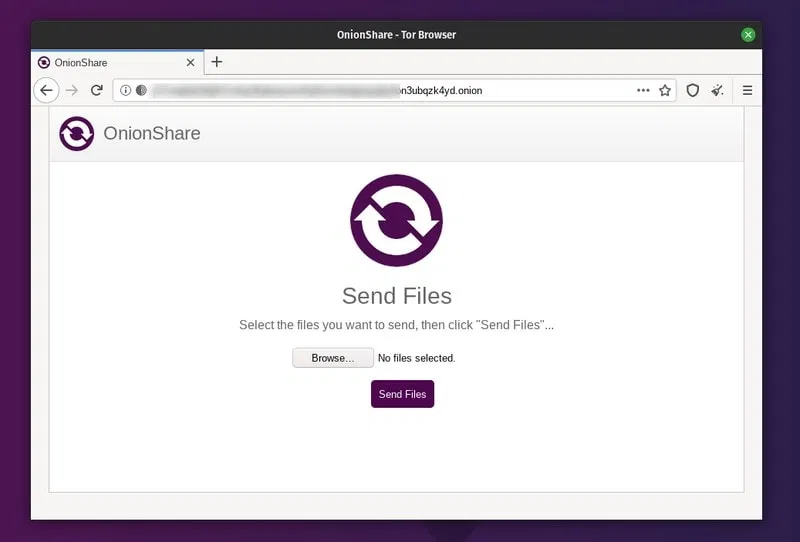 OnionShare - Tor Browser
OnionShare
n3ubqzk4yd.onion
OnionShare
Send Files
Select the files you want to send, then click "Send Files"...
Browse... No files selected.
Send Files